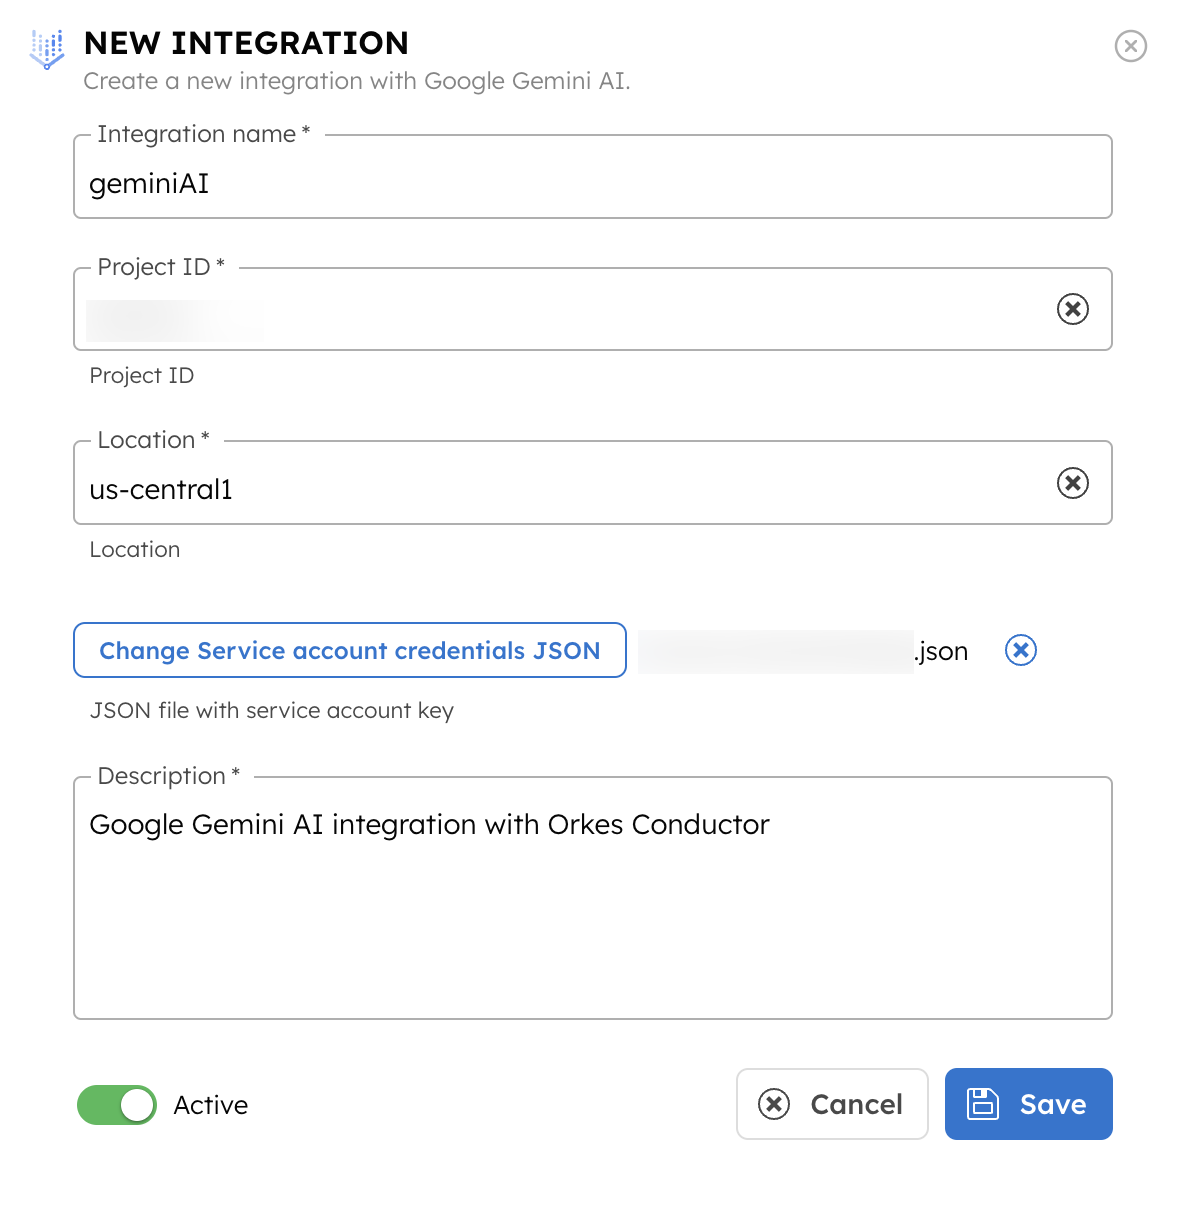 NEW INTEGRATION
Create a new integration with Google Gemini AI.
Integration name *
geminiAI
Project ID *
Project ID
Location *
us-central1
Location
Change Service account credentials JSON .json
JSON file with service account key
Description *
Google Gemini AI integration with Orkes Conductor
Active Cancel Save